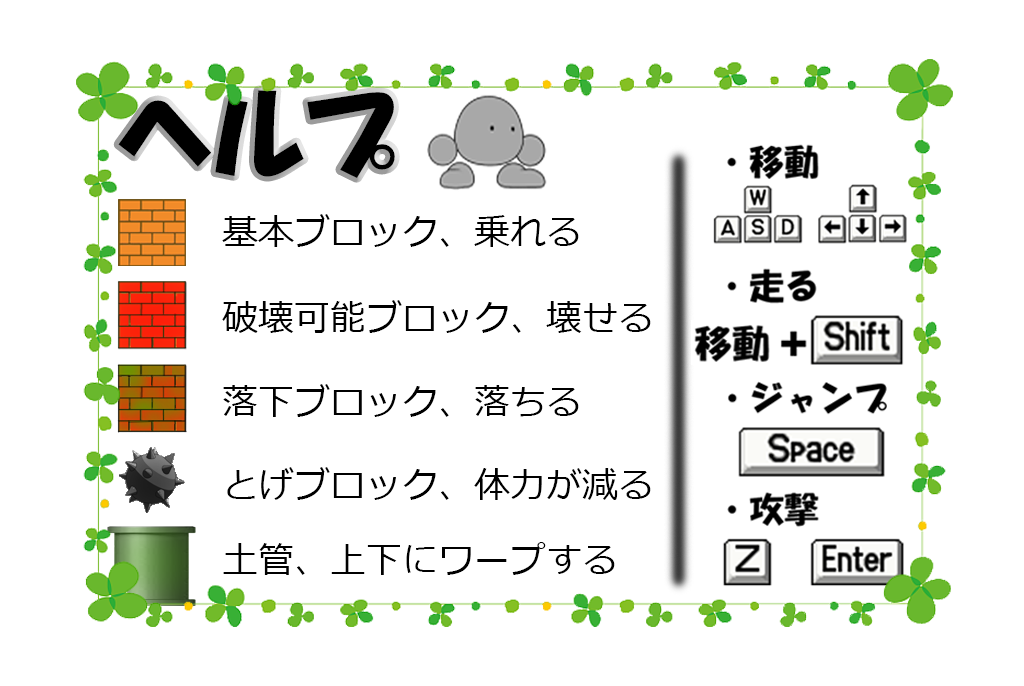 ヘルプ
基本ブロック、乗れる
破壊可能ブロック、壊せる
落下ブロック、落ちる
とげブロック、体力が減る
土管、上下にワープする
・移動
W ↑
A S D ← ↓ →
・走る
移動 + Shift
・ジャンプ
Space
・攻撃
Z Enter